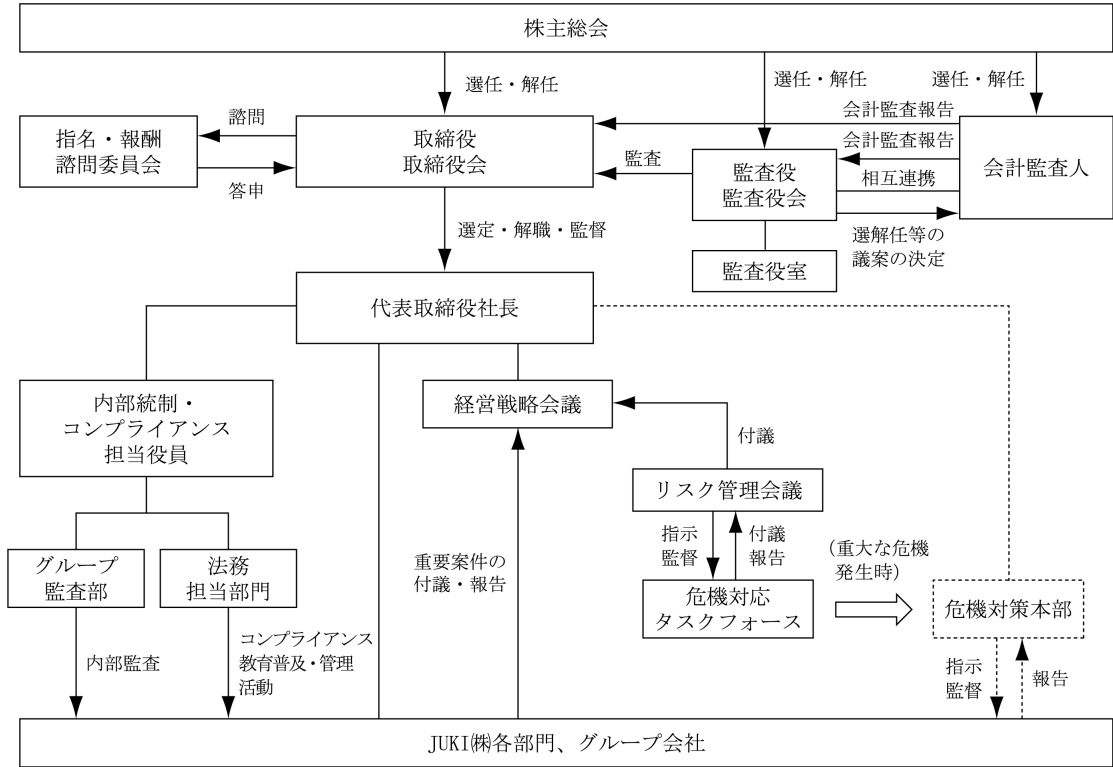 株主総会
選任・解任
選任・解任
選任・解任
指名・報酬
諮問委員会
諮問
答申
取締役
取締役会
監査
会計監査報告
会計監査報告
相互連携
監査役
監査役会
会計監査人
選解任等の
議案の決定
監査役室
選定・解職・監督
代表取締役社長
内部統制・
コンプライアンス
担当役員
経営戦略会議
付議
リスク管理会議
指示
監督
付議
報告
危機対応
タスクフォース
(重大な危機
発生時)
危機対策本部
グループ
監査部
法務
担当部門
重要案件の
付議・報告
内部監査
コンプライアンス
教育普及・管理
活動
指示
監督
報告
JUKI㈱各部門、グループ会社